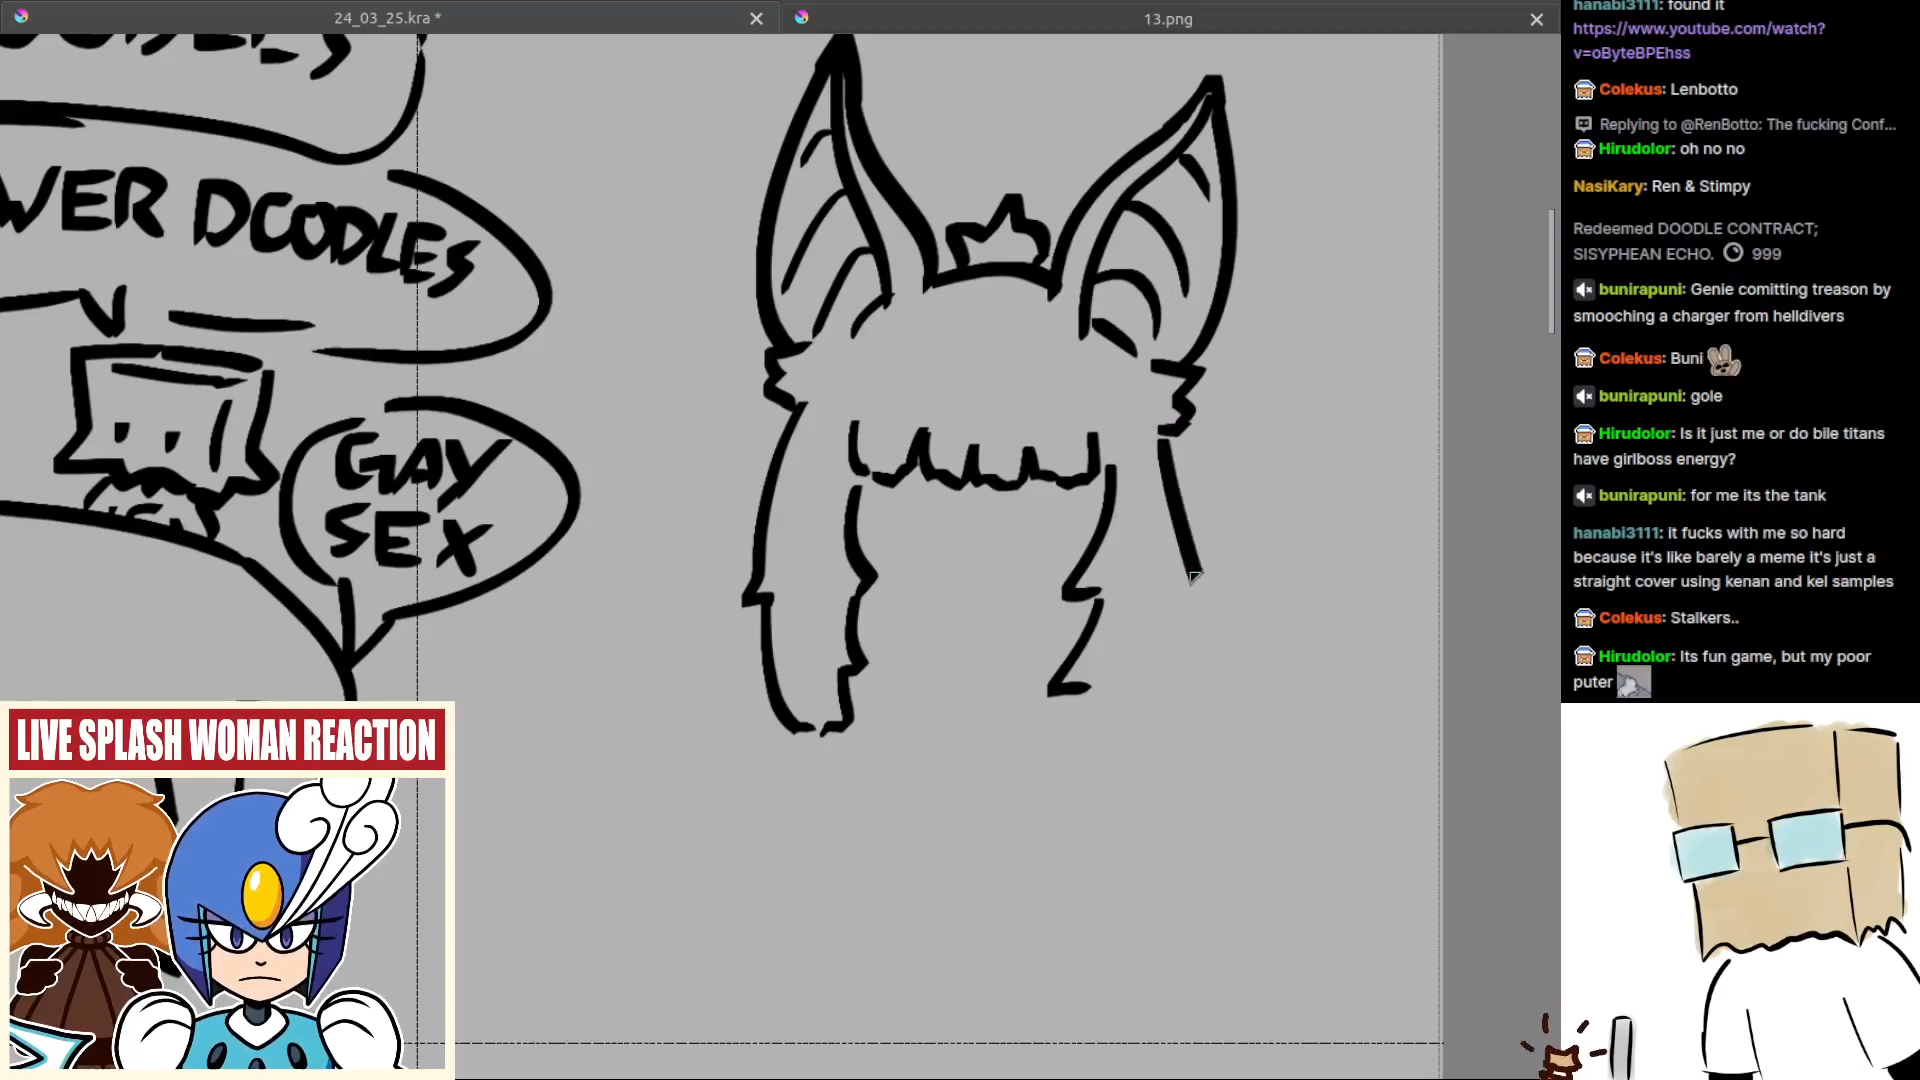 24_03_25.kra *
13.png
WER DOODLES
GAY
SEX
LIVE SPLASH WOMAN REACTION
hanabi3111: found it
https://www.youtube.com/watch?
v=oByteBPEhss
Colekus: Lenbotto
Replying to @RenBotto: The fucking Conf...
Hirudolor: oh no no
NasiKary: Ren & Stimpy
Redeemed DOODLE CONTRACT;
SISYPHEAN ECHO. 999
bunirapuni: Genie comitting treason by
smooching a charger from helldivers
Colekus: Buni
bunirapuni: gole
Hirudolor: Is it just me or do bile titans
have girlboss energy?
bunirapuni: for me its the tank
hanabi3111: it fucks with me so hard
because it's like barely a meme it's just a
straight cover using kenan and kel samples
Colekus: Stalkers..
Hirudolor: Its fun game, but my poor
puter